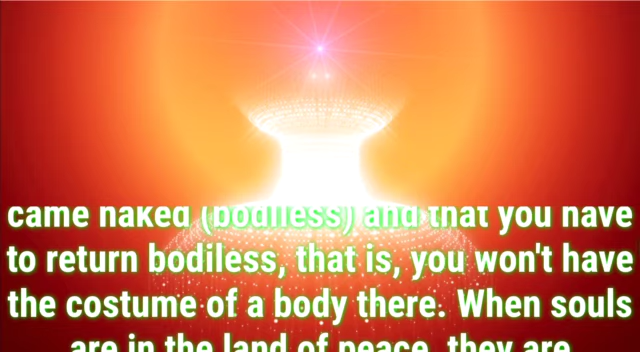 came naked (bodiless) and that you have
to return bodiless, that is, you won't have
the costume of a body there. When souls
are in the land of peace, they are